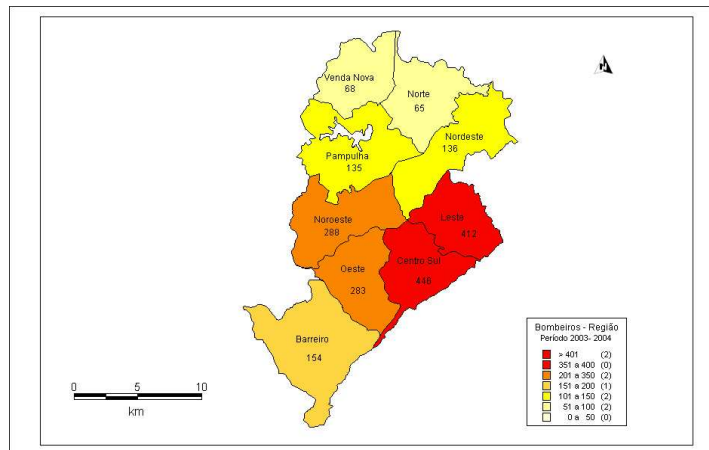 Venda Nova
68
Norte
65
Nordeste
136
Pampulha
135
Noroeste
288
Leste
412
Oeste
283
Centro Sul
448
Barreiro
154
0 5 10
km
N
Bombeiros - Região
Período 2003- 2004
> 401 (2)
351 a 400 (0)
201 a 350 (2)
151 a 200 (1)
101 a 150 (2)
51 a 100 (2)
0 a 50 (0)